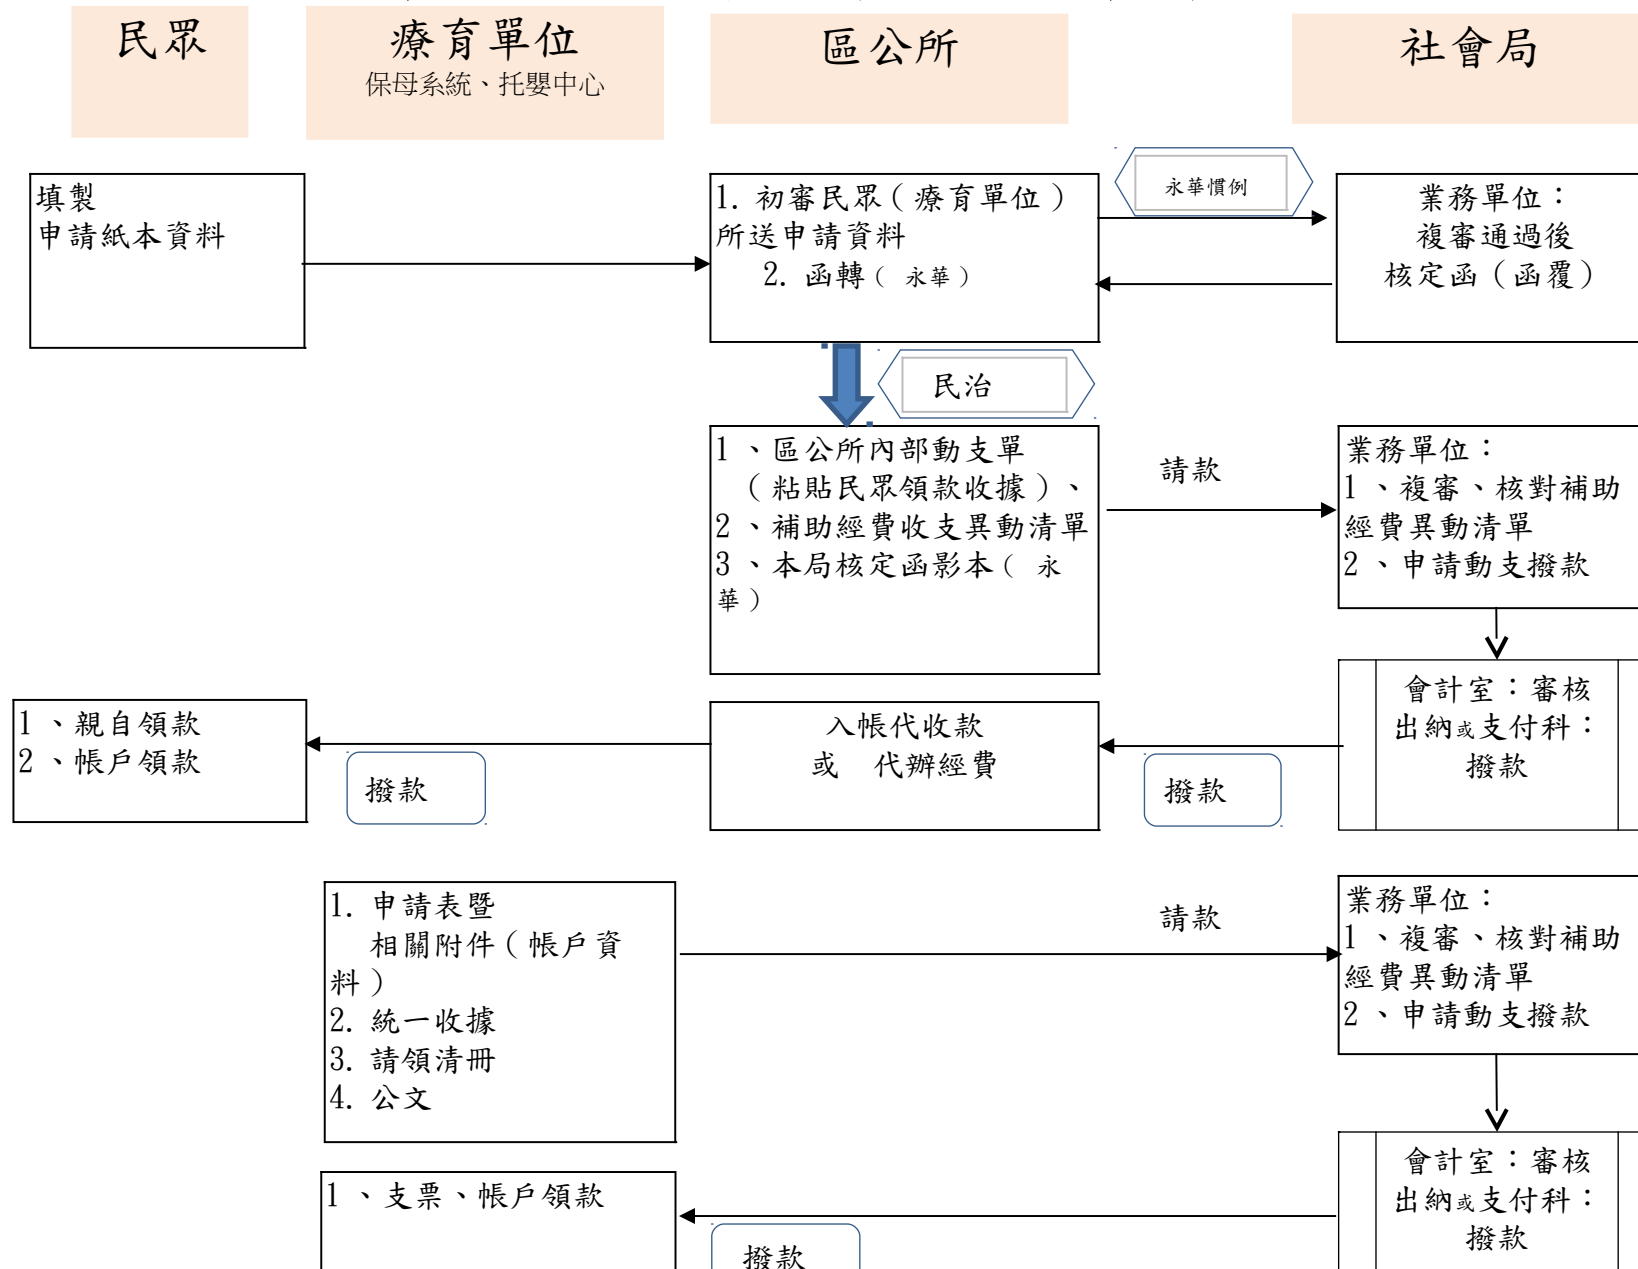 民眾
療育單位
保母系統、托嬰中心
區公所
社會局
填製
申請紙本資料
1. 初審民眾（療育單位）
所送申請資料
2. 函轉（ 永華）
永華慣例
業務單位：
複審通過後
核定函（函覆）
民治
1 、區公所內部動支單
（粘貼民眾領款收據）、
2 、補助經費收支異動清單
3 、本局核定函影本（ 永
華）
請款
業務單位：
1 、複審、核對補助
經費異動清單
2 、申請動支撥款
會計室：審核
出納或支付科：
撥款
撥款
入帳代收款
或 代辦經費
撥款
1 、親自領款
2 、帳戶領款
1. 申請表暨
相關附件（帳戶資
料）
2. 統一收據
3. 請領清冊
4. 公文
請款
業務單位：
1 、複審、核對補助
經費異動清單
2 、申請動支撥款
會計室：審核
出納或支付科：
撥款
撥款
1 、支票、帳戶領款